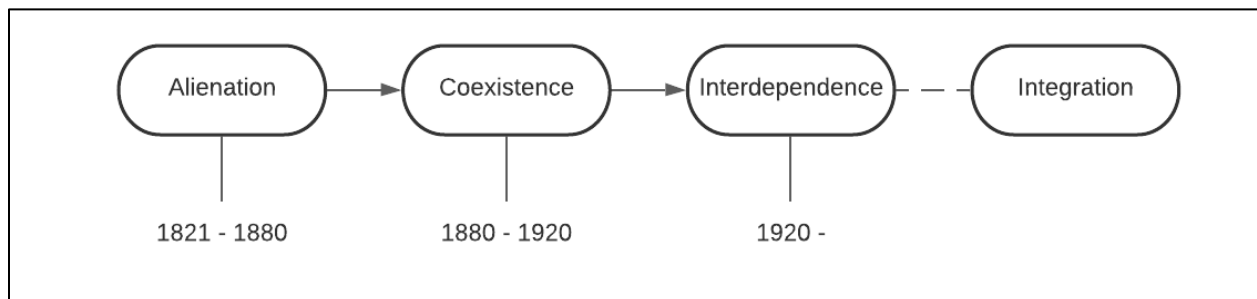 Alienation
Coexistence
Interdependence
Integration
1821 - 1880
1880 - 1920
1920 -